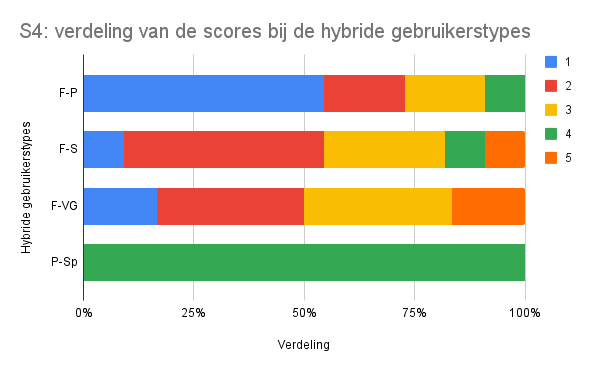 S4: verdeling van de scores bij de hybride gebruikerstypes
1
2
3
4
5
Hybride gebruikerstypes
F-P
F-S
F-VG
P-Sp
0%
25%
50%
75%
100%
Verdeling